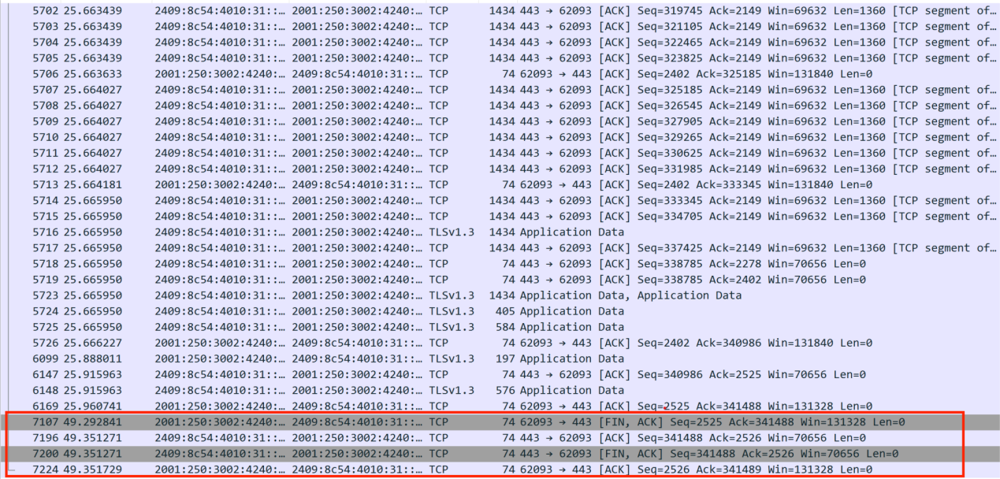 5702 25.663439 2409:8c54:4010:31::… 2001:250:3002:4240:… TCP 1434 443 → 62093 [ACK] Seq=319745 Ack=2149 Win=69632 Len=1360 [TCP segment of…
5703 25.663439 2409:8c54:4010:31::… 2001:250:3002:4240:… TCP 1434 443 → 62093 [ACK] Seq=321105 Ack=2149 Win=69632 Len=1360 [TCP segment of…
5704 25.663439 2409:8c54:4010:31::… 2001:250:3002:4240:… TCP 1434 443 → 62093 [ACK] Seq=322465 Ack=2149 Win=69632 Len=1360 [TCP segment of…
5705 25.663439 2409:8c54:4010:31::… 2001:250:3002:4240:… TCP 1434 443 → 62093 [ACK] Seq=323825 Ack=2149 Win=69632 Len=1360 [TCP segment of…
5706 25.663633 2001:250:3002:4240:… 2409:8c54:4010:31::… TCP 74 62093 → 443 [ACK] Seq=2402 Ack=325185 Win=131840 Len=0
5707 25.664027 2409:8c54:4010:31::… 2001:250:3002:4240:… TCP 1434 443 → 62093 [ACK] Seq=325185 Ack=2149 Win=69632 Len=1360 [TCP segment of…
5708 25.664027 2409:8c54:4010:31::… 2001:250:3002:4240:… TCP 1434 443 → 62093 [ACK] Seq=326545 Ack=2149 Win=69632 Len=1360 [TCP segment of…
5709 25.664027 2409:8c54:4010:31::… 2001:250:3002:4240:… TCP 1434 443 → 62093 [ACK] Seq=327905 Ack=2149 Win=69632 Len=1360 [TCP segment of…
5710 25.664027 2409:8c54:4010:31::… 2001:250:3002:4240:… TCP 1434 443 → 62093 [ACK] Seq=329265 Ack=2149 Win=69632 Len=1360 [TCP segment of…
5711 25.664027 2409:8c54:4010:31::… 2001:250:3002:4240:… TCP 1434 443 → 62093 [ACK] Seq=330625 Ack=2149 Win=69632 Len=1360 [TCP segment of…
5712 25.664027 2409:8c54:4010:31::… 2001:250:3002:4240:… TCP 1434 443 → 62093 [ACK] Seq=331985 Ack=2149 Win=69632 Len=1360 [TCP segment of…
5713 25.664181 2001:250:3002:4240:… 2409:8c54:4010:31::… TCP 74 62093 → 443 [ACK] Seq=2402 Ack=333345 Win=131840 Len=0
5714 25.665950 2409:8c54:4010:31::… 2001:250:3002:4240:… TCP 1434 443 → 62093 [ACK] Seq=333345 Ack=2149 Win=69632 Len=1360 [TCP segment of…
5715 25.665950 2409:8c54:4010:31::… 2001:250:3002:4240:… TCP 1434 443 → 62093 [ACK] Seq=334705 Ack=2149 Win=69632 Len=1360 [TCP segment of…
5716 25.665950 2409:8c54:4010:31::… 2001:250:3002:4240:… TLSv1.3 1434 Application Data
5717 25.665950 2409:8c54:4010:31::… 2001:250:3002:4240:… TCP 1434 443 → 62093 [ACK] Seq=337425 Ack=2149 Win=69632 Len=1360 [TCP segment of…
5718 25.665950 2409:8c54:4010:31::… 2001:250:3002:4240:… TCP 74 443 → 62093 [ACK] Seq=338785 Ack=2278 Win=70656 Len=0
5719 25.665950 2409:8c54:4010:31::… 2001:250:3002:4240:… TCP 74 443 → 62093 [ACK] Seq=338785 Ack=2402 Win=70656 Len=0
5723 25.665950 2409:8c54:4010:31::… 2001:250:3002:4240:… TLSv1.3 1434 Application Data, Application Data
5724 25.665950 2409:8c54:4010:31::… 2001:250:3002:4240:… TLSv1.3 405 Application Data
5725 25.665950 2409:8c54:4010:31::… 2001:250:3002:4240:… TLSv1.3 584 Application Data
5726 25.666227 2001:250:3002:4240:… 2409:8c54:4010:31::… TCP 74 62093 → 443 [ACK] Seq=2402 Ack=340986 Win=131840 Len=0
6099 25.888011 2001:250:3002:4240:… 2409:8c54:4010:31::… TLSv1.3 197 Application Data
6147 25.915963 2409:8c54:4010:31::… 2001:250:3002:4240:… TCP 74 443 → 62093 [ACK] Seq=340986 Ack=2525 Win=70656 Len=0
6148 25.915963 2409:8c54:4010:31::… 2001:250:3002:4240:… TLSv1.3 576 Application Data
6169 25.960741 2001:250:3002:4240:… 2409:8c54:4010:31::… TCP 74 62093 → 443 [ACK] Seq=2525 Ack=341488 Win=131328 Len=0
7107 49.292841 2001:250:3002:4240:… 2409:8c54:4010:31::… TCP 74 62093 → 443 [FIN, ACK] Seq=2525 Ack=341488 Win=131328 Len=0
7196 49.351271 2409:8c54:4010:31::… 2001:250:3002:4240:… TCP 74 443 → 62093 [ACK] Seq=341488 Ack=2526 Win=70656 Len=0
7200 49.351271 2409:8c54:4010:31::… 2001:250:3002:4240:… TCP 74 443 → 62093 [FIN, ACK] Seq=341488 Ack=2526 Win=70656 Len=0
7224 49.351729 2001:250:3002:4240:… 2409:8c54:4010:31::… TCP 74 62093 → 443 [ACK] Seq=2526 Ack=341489 Win=131328 Len=0